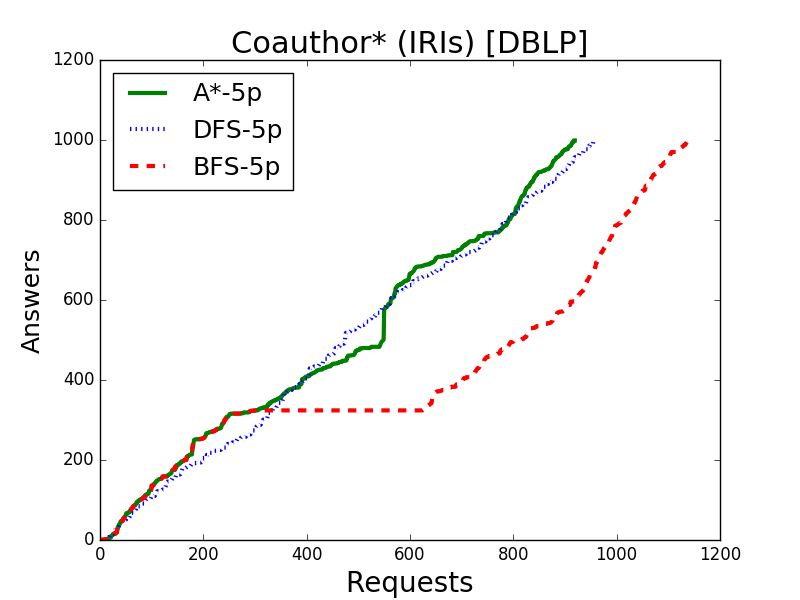 Coauthor* (IRIs) [DBLP]
A*-5p
DFS-5p
BFS-5p
Answers
1200
1000
800
600
400
200
0
0 200 400 600 800 1000 1200
Requests